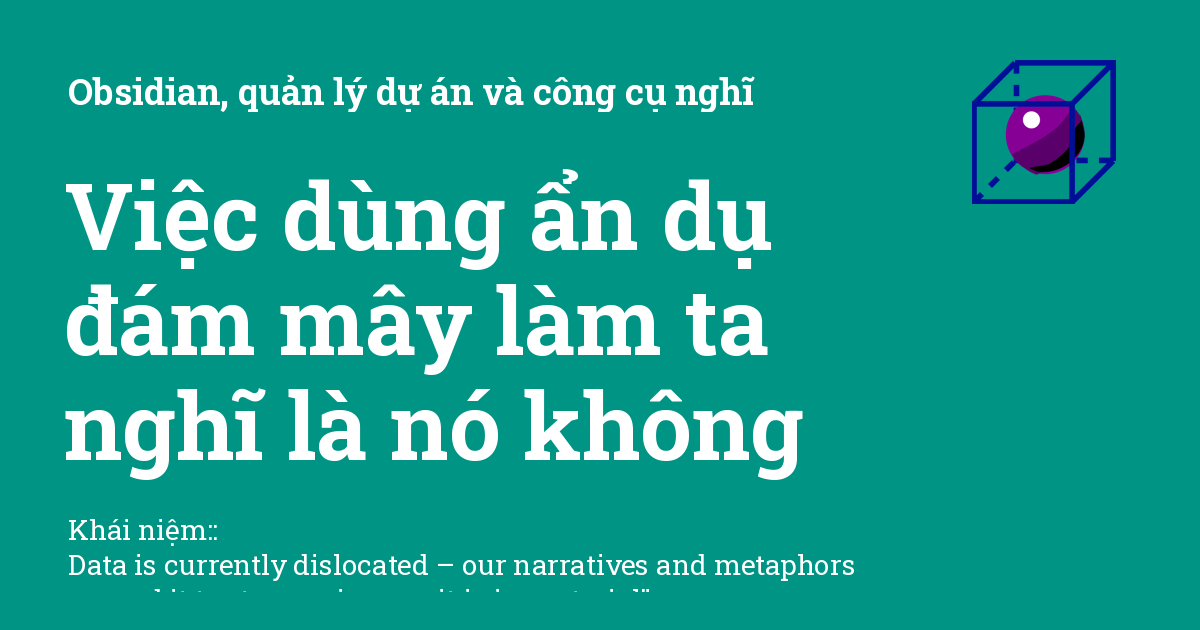 Obsidian, quản lý dự án và công cụ nghĩ
Việc dùng ẩn dụ
đám mây làm ta
nghĩ là nó không
Khái niệm::
Data is currently dislocated – our narratives and metaphors